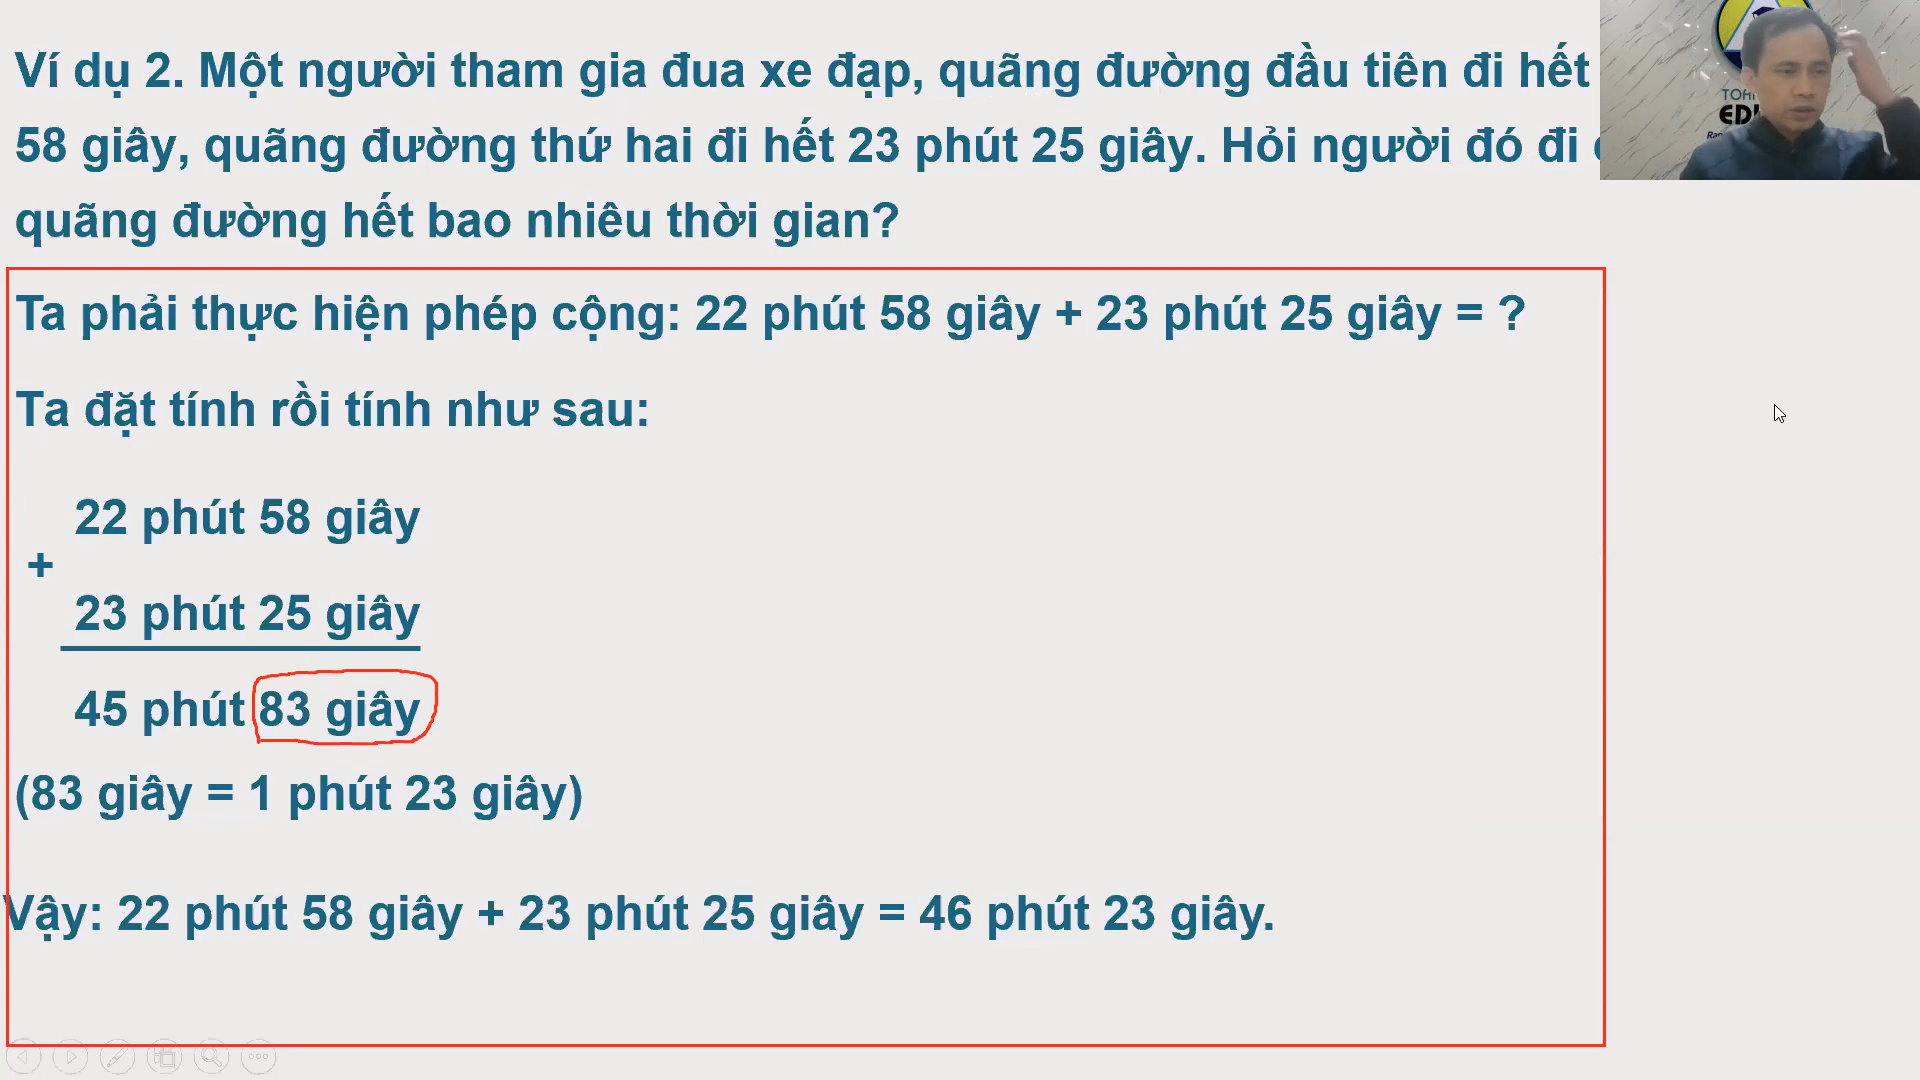 Ví dụ 2. Một người tham gia đua xe đạp, quãng đường đầu tiên đi hết
58 giây, quãng đường thứ hai đi hết 23 phút 25 giây. Hỏi người đó đi
quãng đường hết bao nhiêu thời gian?
Ta phải thực hiện phép cộng: 22 phút 58 giây + 23 phút 25 giây = ?
Ta đặt tính rồi tính như sau:
22 phút 58 giây
+
23 phút 25 giây
45 phút 83 giây
(83 giây = 1 phút 23 giây)
Vậy: 22 phút 58 giây + 23 phút 25 giây = 46 phút 23 giây.